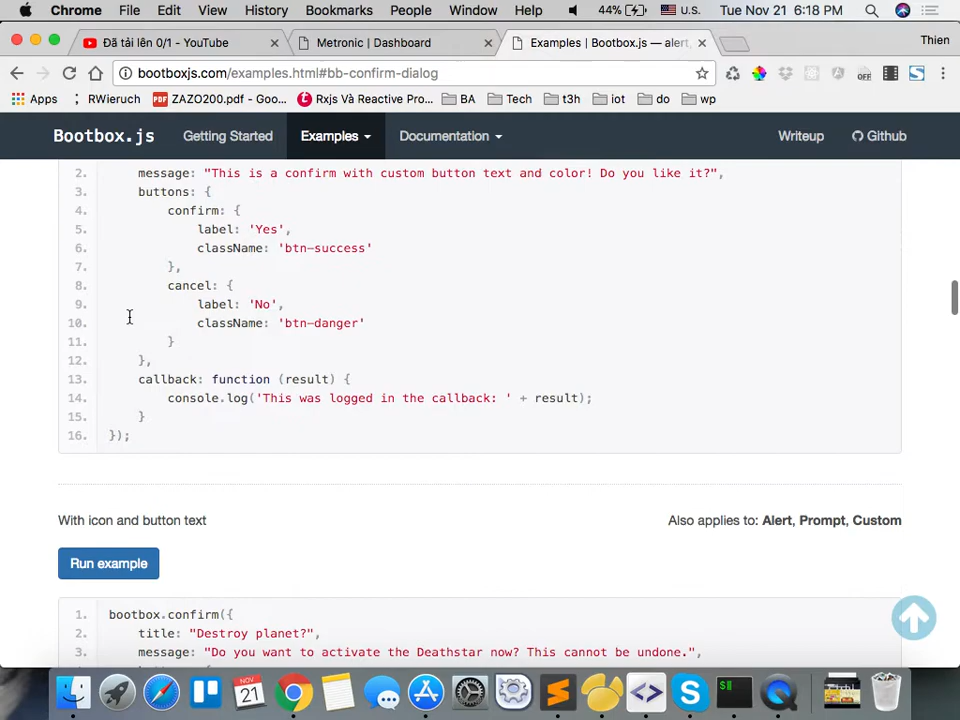 Chrome File Edit View History Bookmarks People Window Help 44% U.S. Tue Nov 21 6:18 PM
Đã tải lên 0/1 - YouTube Metronic | Dashboard Examples | Bootbox.js — alert, Thien
bootboxjs.com/examples.html#bb-confirm-dialog OFF
Apps RWieruch PDF ZAZO200.pdf - Goo... Rxjs Và Reactive Pro... BA Tech t3h iot do wp
Bootbox.js Getting Started Examples Documentation Writeup Github
2. message: "This is a confirm with custom button text and color! Do you like it?",
3. buttons: {
4. confirm: {
5. label: 'Yes',
6. className: 'btn-success'
7. },
8. cancel: {
9. label: 'No',
10. className: 'btn-danger'
11. }
12. },
13. callback: function (result) {
14. console.log('This was logged in the callback: ' + result);
15. }
16. });
With icon and button text Also applies to: Alert, Prompt, Custom
Run example
1. bootbox.confirm({
2. title: "Destroy planet?",
3. message: "Do you want to activate the Deathstar now? This cannot be undone.",
NOV
21